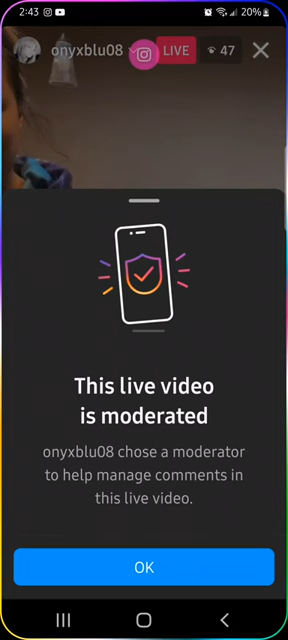 2:43
20%
onyxblu08
LIVE
47
This live video
is moderated
onyxblu08 chose a moderator
to help manage comments in
this live video.
OK